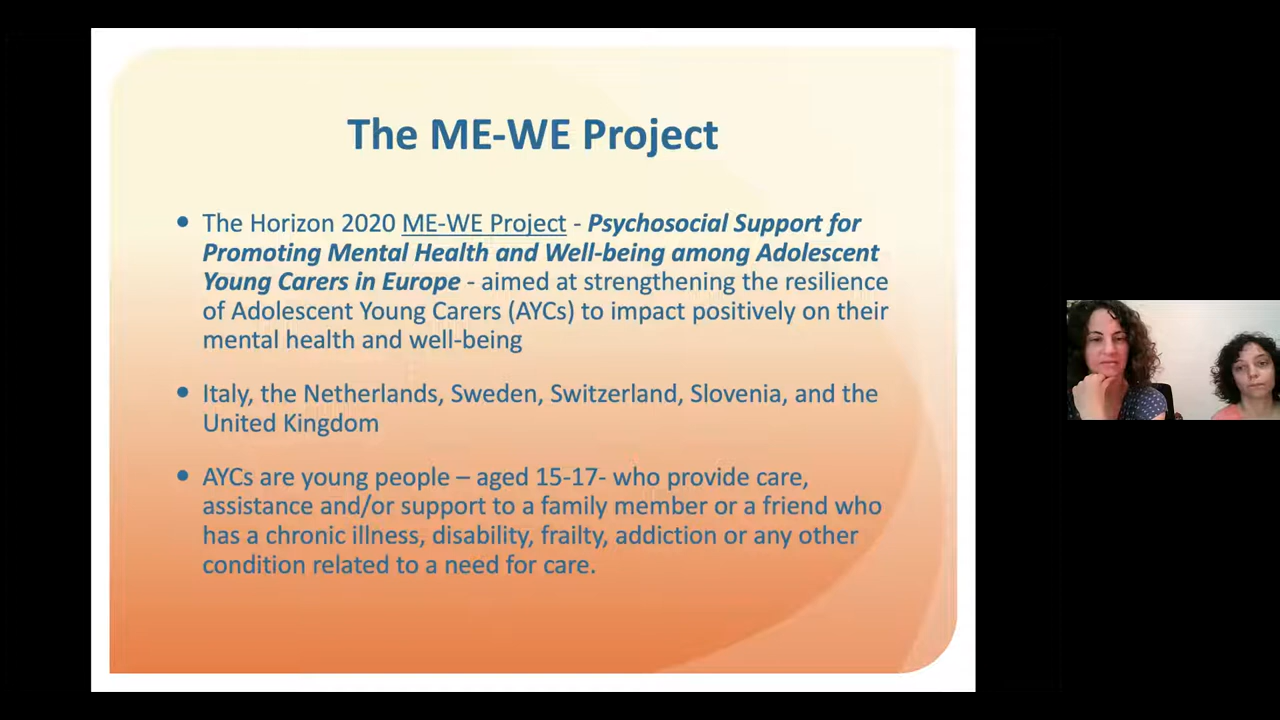 The ME-WE Project
• The Horizon 2020 ME-WE Project - Psychosocial Support for
Promoting Mental Health and Well-being among Adolescent
Young Carers in Europe - aimed at strengthening the resilience
of Adolescent Young Carers (AYCs) to impact positively on their
mental health and well-being
• Italy, the Netherlands, Sweden, Switzerland, Slovenia, and the
United Kingdom
• AYCs are young people – aged 15-17- who provide care,
assistance and/or support to a family member or a friend who
has a chronic illness, disability, frailty, addiction or any other
condition related to a need for care.